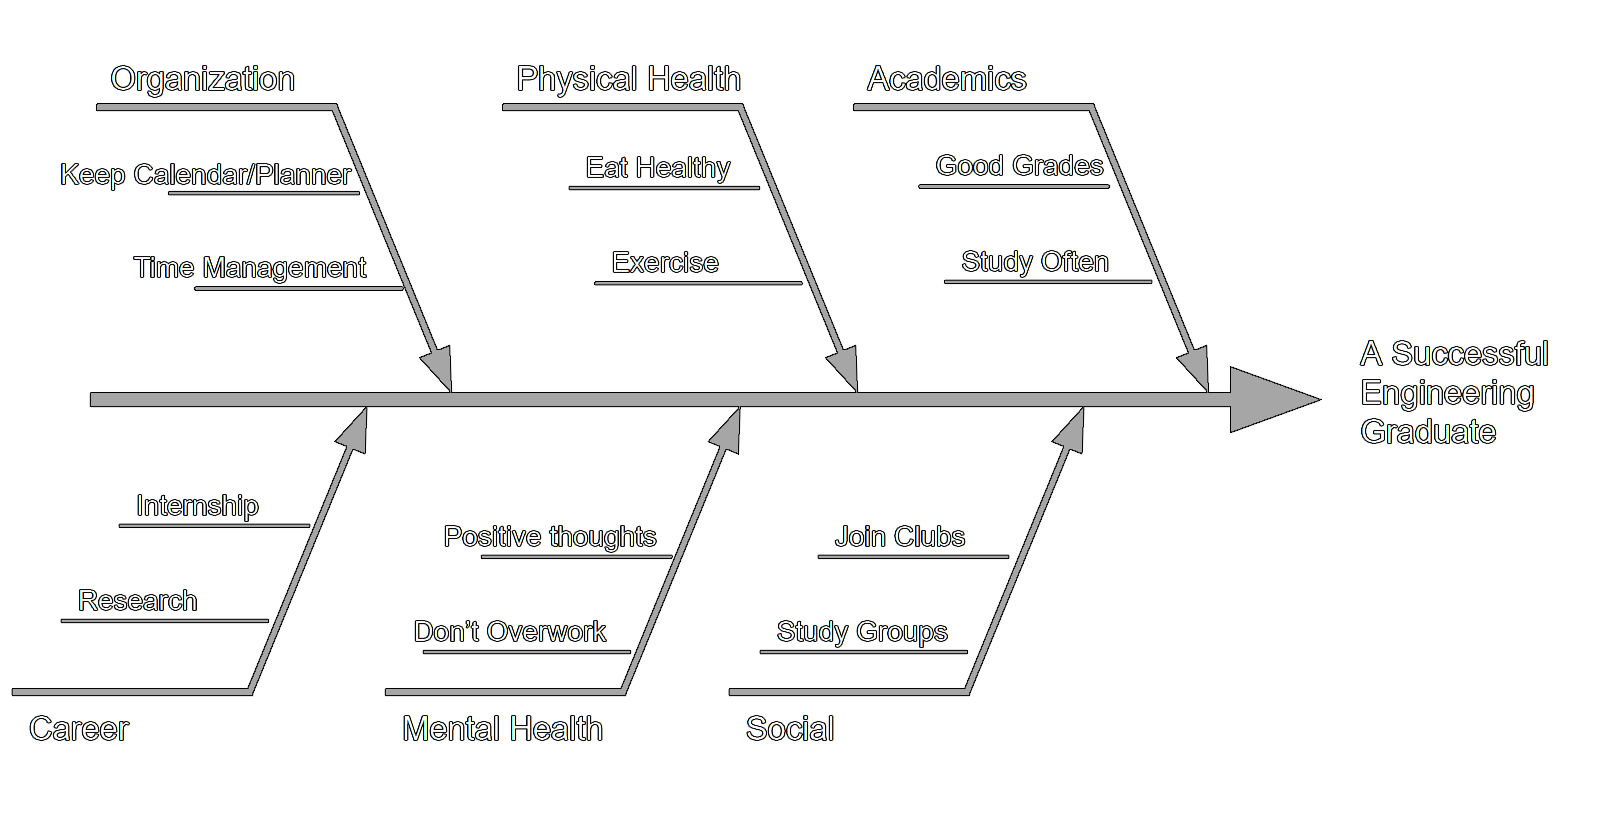 Organization
Keep Calendar/Planner
Time Management
Physical Health
Eat Healthy
Exercise
Academics
Good Grades
Study Often
A Successful
Engineering
Graduate
Internship
Research
Career
Positive thoughts
Don’t Overwork
Mental Health
Join Clubs
Study Groups
Social